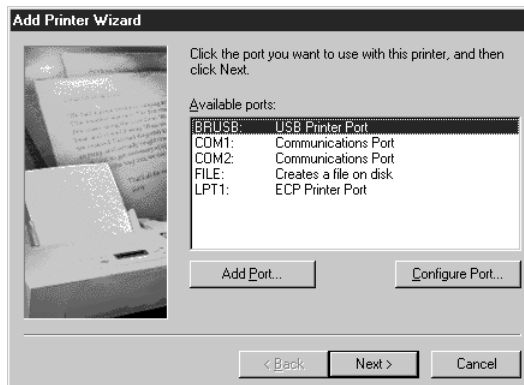 Add Printer Wizard
Click the port you want to use with this printer, and then
click Next.
Available ports:
BRUSB: USB Printer Port
COM1: Communications Port
COM2: Communications Port
FILE: Creates a file on disk
LPT1: ECP Printer Port
Add Port... Configure Port...
< Back Next > Cancel